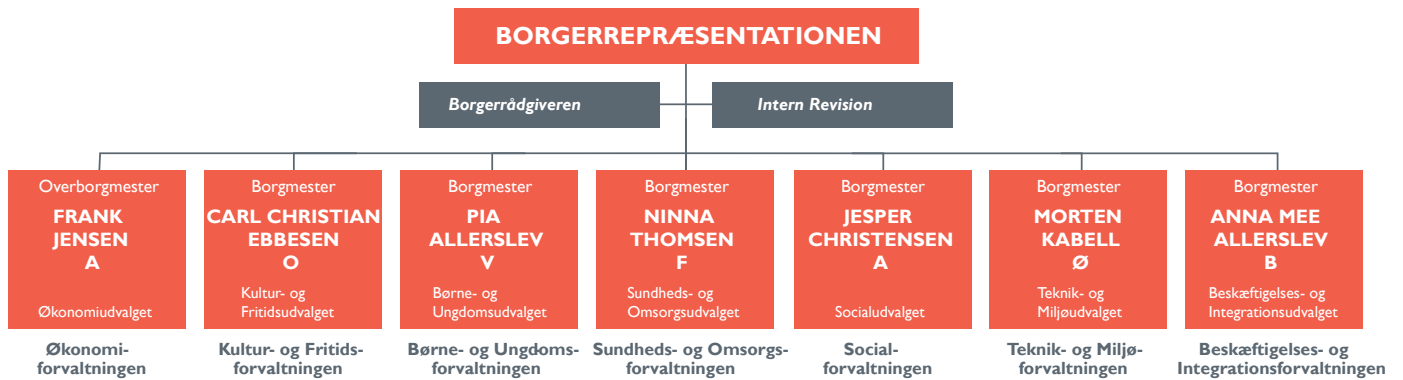 BORGERREPRÆSENTATIONEN
Borgerrådgiveren
Intern Revision
Overborgmester
FRANK
JENSEN
A
Økonomiudvalget
Økonomi-
forvaltningen
Borgmester
CARL CHRISTIAN
EBBESEN
O
Kultur- og
Fritidsudvalget
Kultur- og Fritids-
forvaltningen
Borgmester
PIA
ALLERSLEV
V
Børne- og
Ungdomsudvalget
Børne- og Ungdoms-
forvaltningen
Borgmester
NINNA
THOMSEN
F
Sundheds- og
Omsorgsudvalget
Sundheds- og Omsorgs-
forvaltningen
Borgmester
JESPER
CHRISTENSEN
A
Socialudvalget
Social-
forvaltningen
Borgmester
MORTEN
KABELL
Ø
Teknik- og
Miljøudvalget
Teknik- og Miljø-
forvaltningen
Borgmester
ANNA MEE
ALLERSLEV
B
Beskæftigelses- og
Integrationsudvalget
Beskæftigelses- og
Integrationsforvaltningen